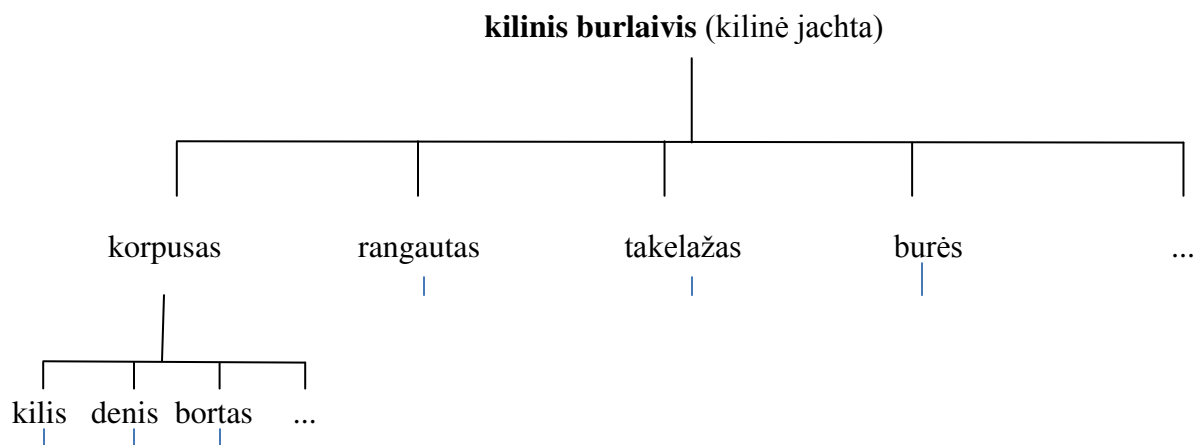 kilinis burlaivis (kilinė jachta)
korpusas rangautas takelažas burės ...
kilis denis bortas ...